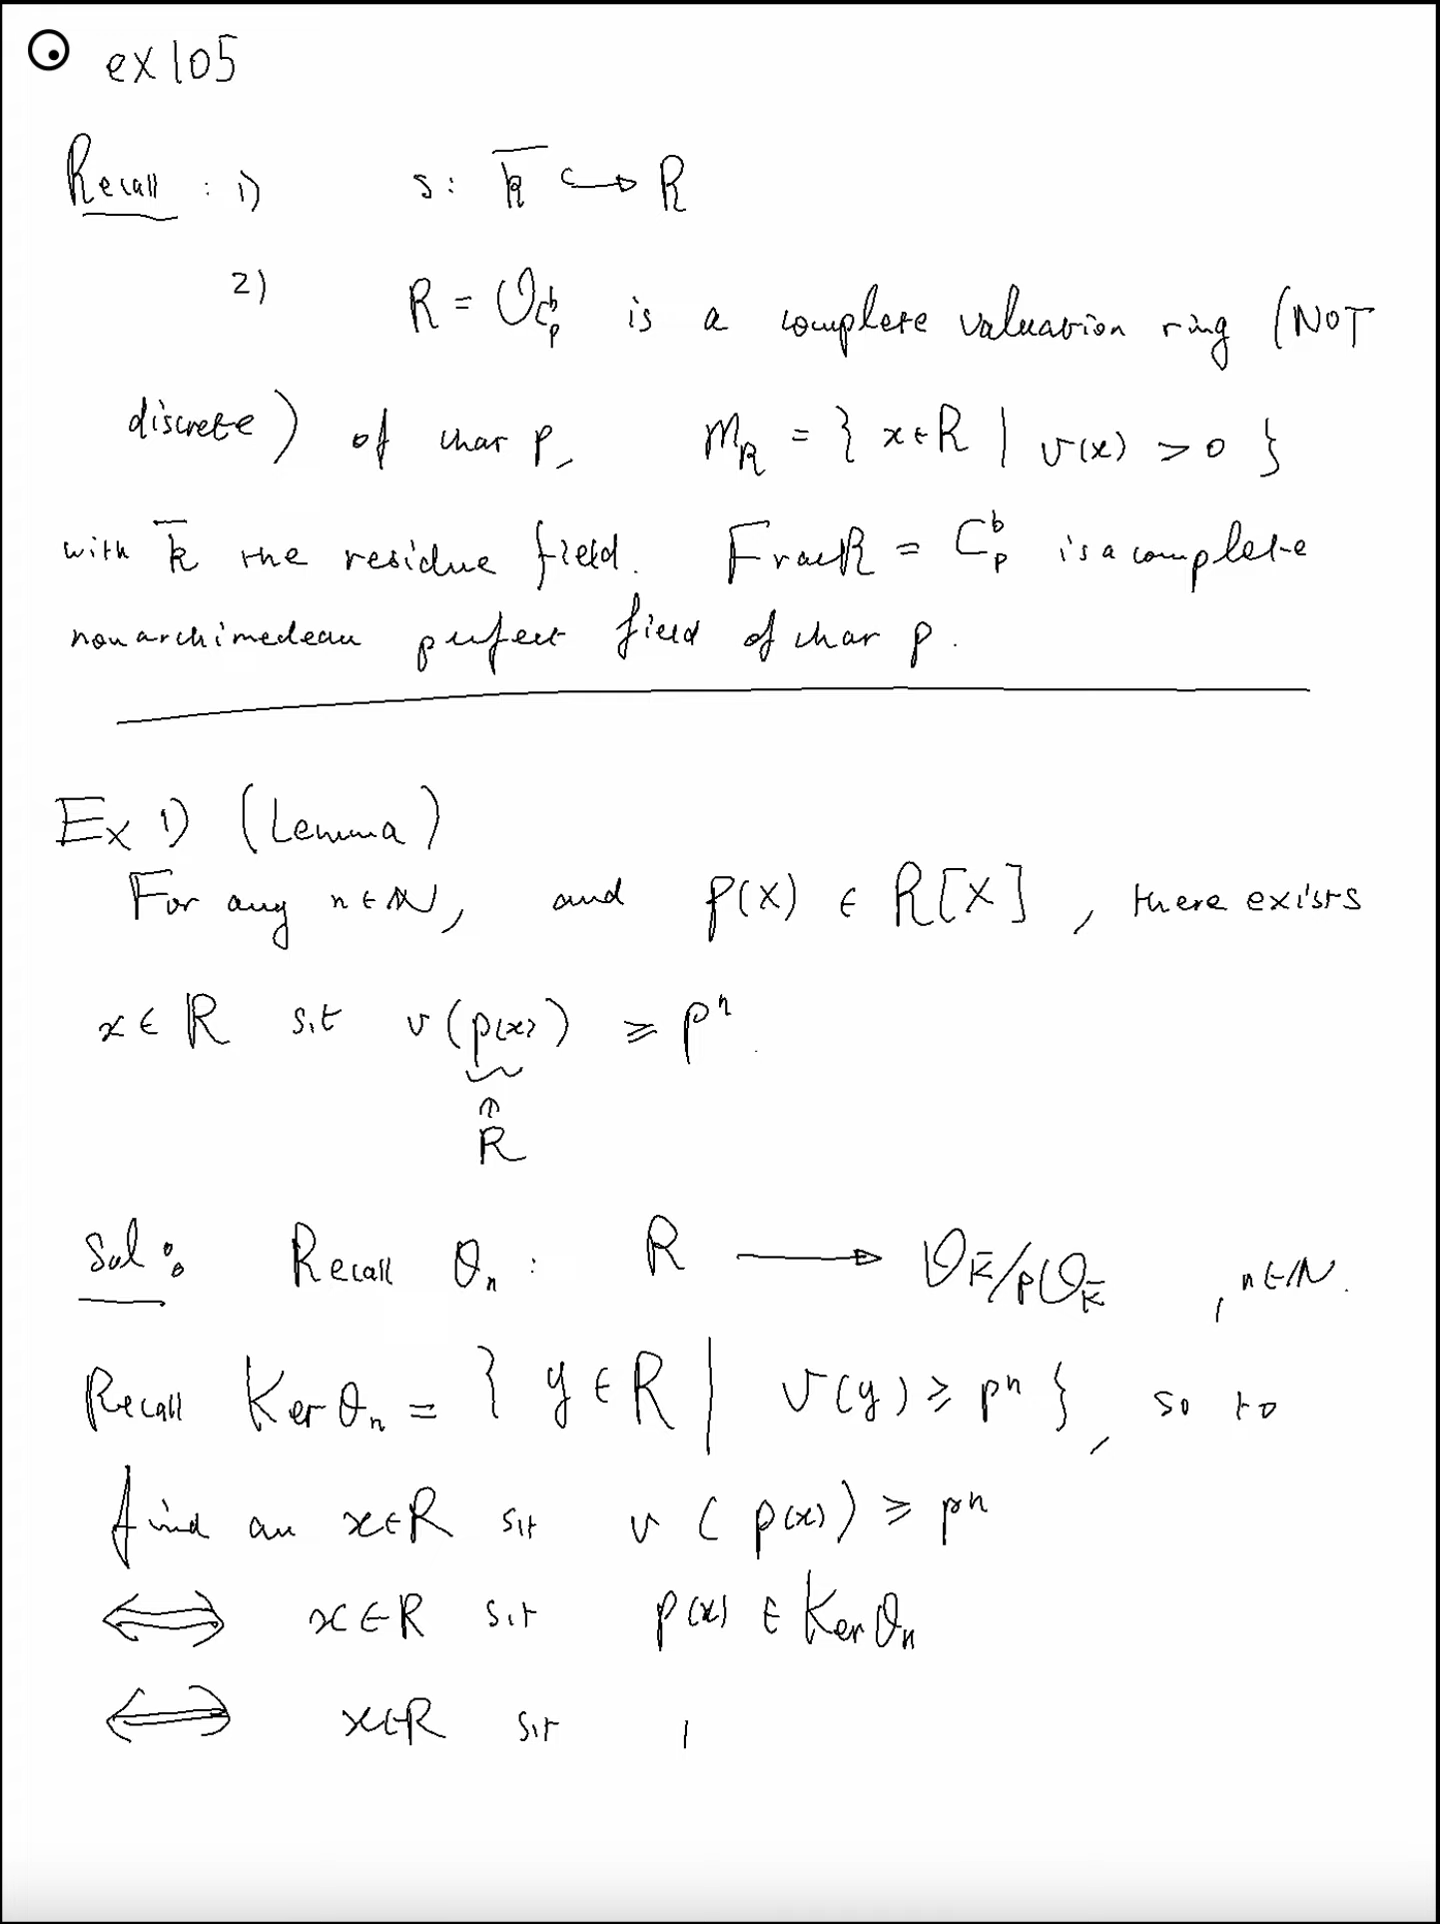 ex 105
Recall : 1) s: k̄ ↪ R
2) R = O_{C_p^♭} is a complete valuation ring (NOT
discrete) of char p, m_R = { x ∈ R | v(x) > 0 }
with k̄ the residue field. Frac R = C_p^♭ is a complete
nonarchimedean perfect field of char p.
Ex 1) (Lemma)
For any n ∈ ℕ, and P(X) ∈ R[X], there exists
x ∈ R s.t v(p(x)) ≥ p^n.
↑
R
Sol: Recall θ_n : R ⟶ O_{K̄}/pO_{K̄} , n ∈ ℕ.
Recall Ker θ_n = { y ∈ R | v(y) ≥ p^n }, so to
find an x ∈ R s.t v(p(x)) ≥ p^n
⟺ x ∈ R s.t p(x) ∈ Ker θ_n
⟺ x ∈ R s.t